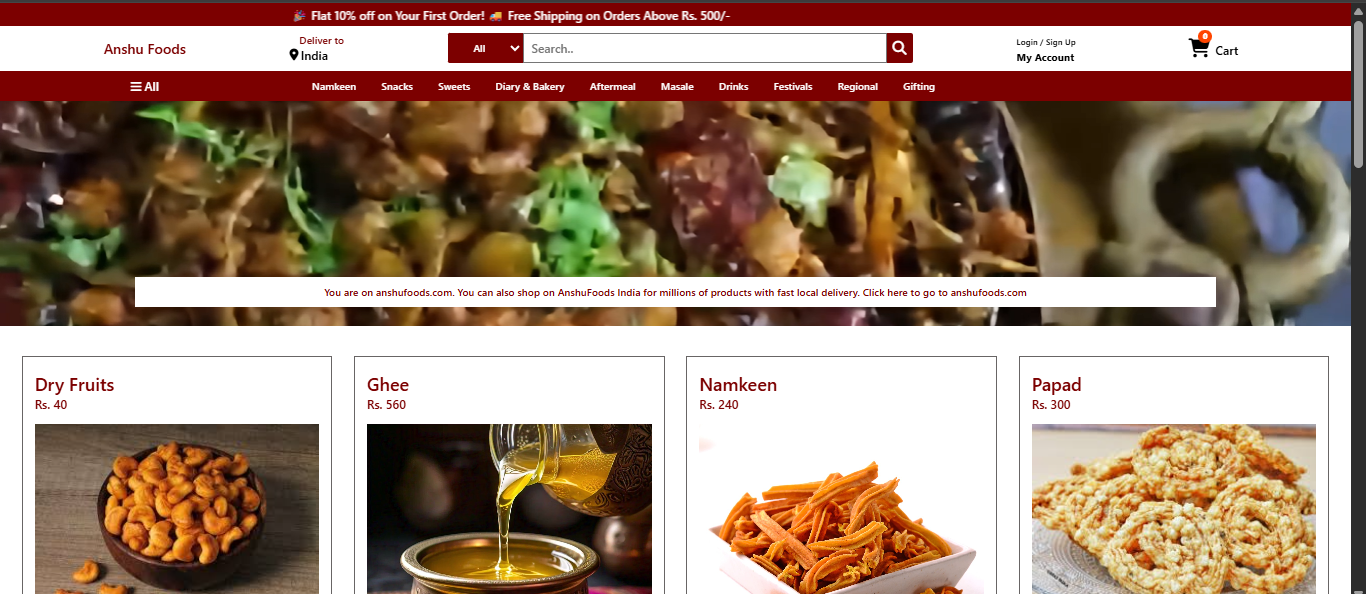 🎉 Flat 10% off on Your First Order! 🚚 Free Shipping on Orders Above Rs. 500/-
Anshu Foods
Deliver to
India
All
Search..
Login / Sign Up
My Account
0
Cart
All
Namkeen Snacks Sweets Diary & Bakery Aftermeal Masale Drinks Festivals Regional Gifting
You are on anshufoods.com. You can also shop on AnshuFoods India for millions of products with fast local delivery. Click here to go to anshufoods.com
Dry Fruits
Rs. 40
Ghee
Rs. 560
Namkeen
Rs. 240
Papad
Rs. 300